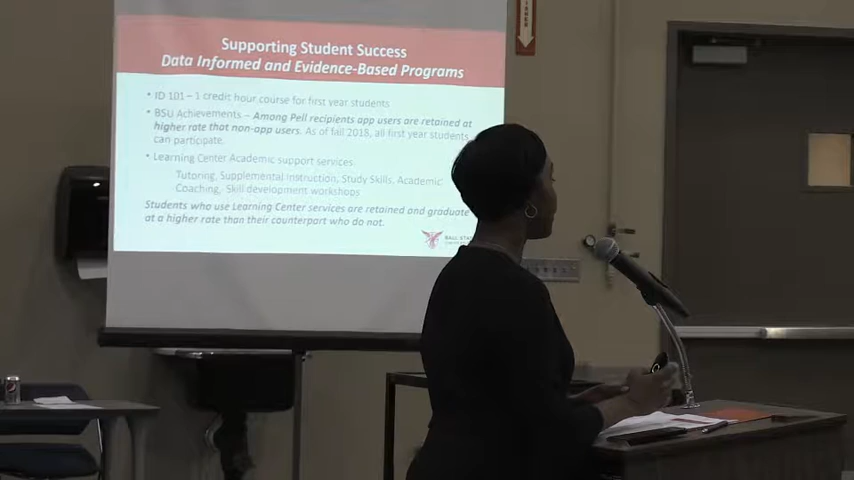 Supporting Student Success
Data Informed and Evidence-Based Programs
• ID 101 – 1 credit hour course for first year students
• BSU Achievements – Among Pell recipients app users are retained at
higher rate that non-app users. As of fall 2018, all first year students
can participate.
• Learning Center Academic support services
Tutoring, Supplemental Instruction, Study Skills, Academic
Coaching, Skill development workshops
Students who use Learning Center services are retained and graduate
at a higher rate than their counterparts who do not.
BALL STATE